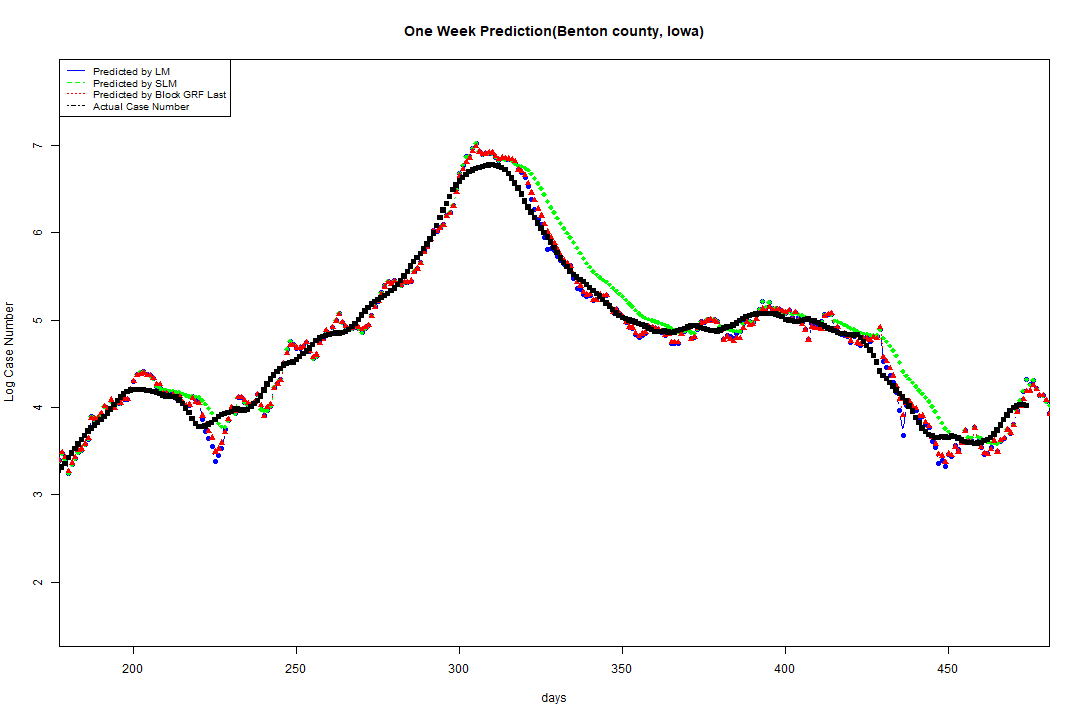 One Week Prediction(Benton county, Iowa)
Predicted by LM
Predicted by SLM
Predicted by Block GRF Last
Actual Case Number
7
6
5
4
3
2
Log Case Number
200 250 300 350 400 450
days